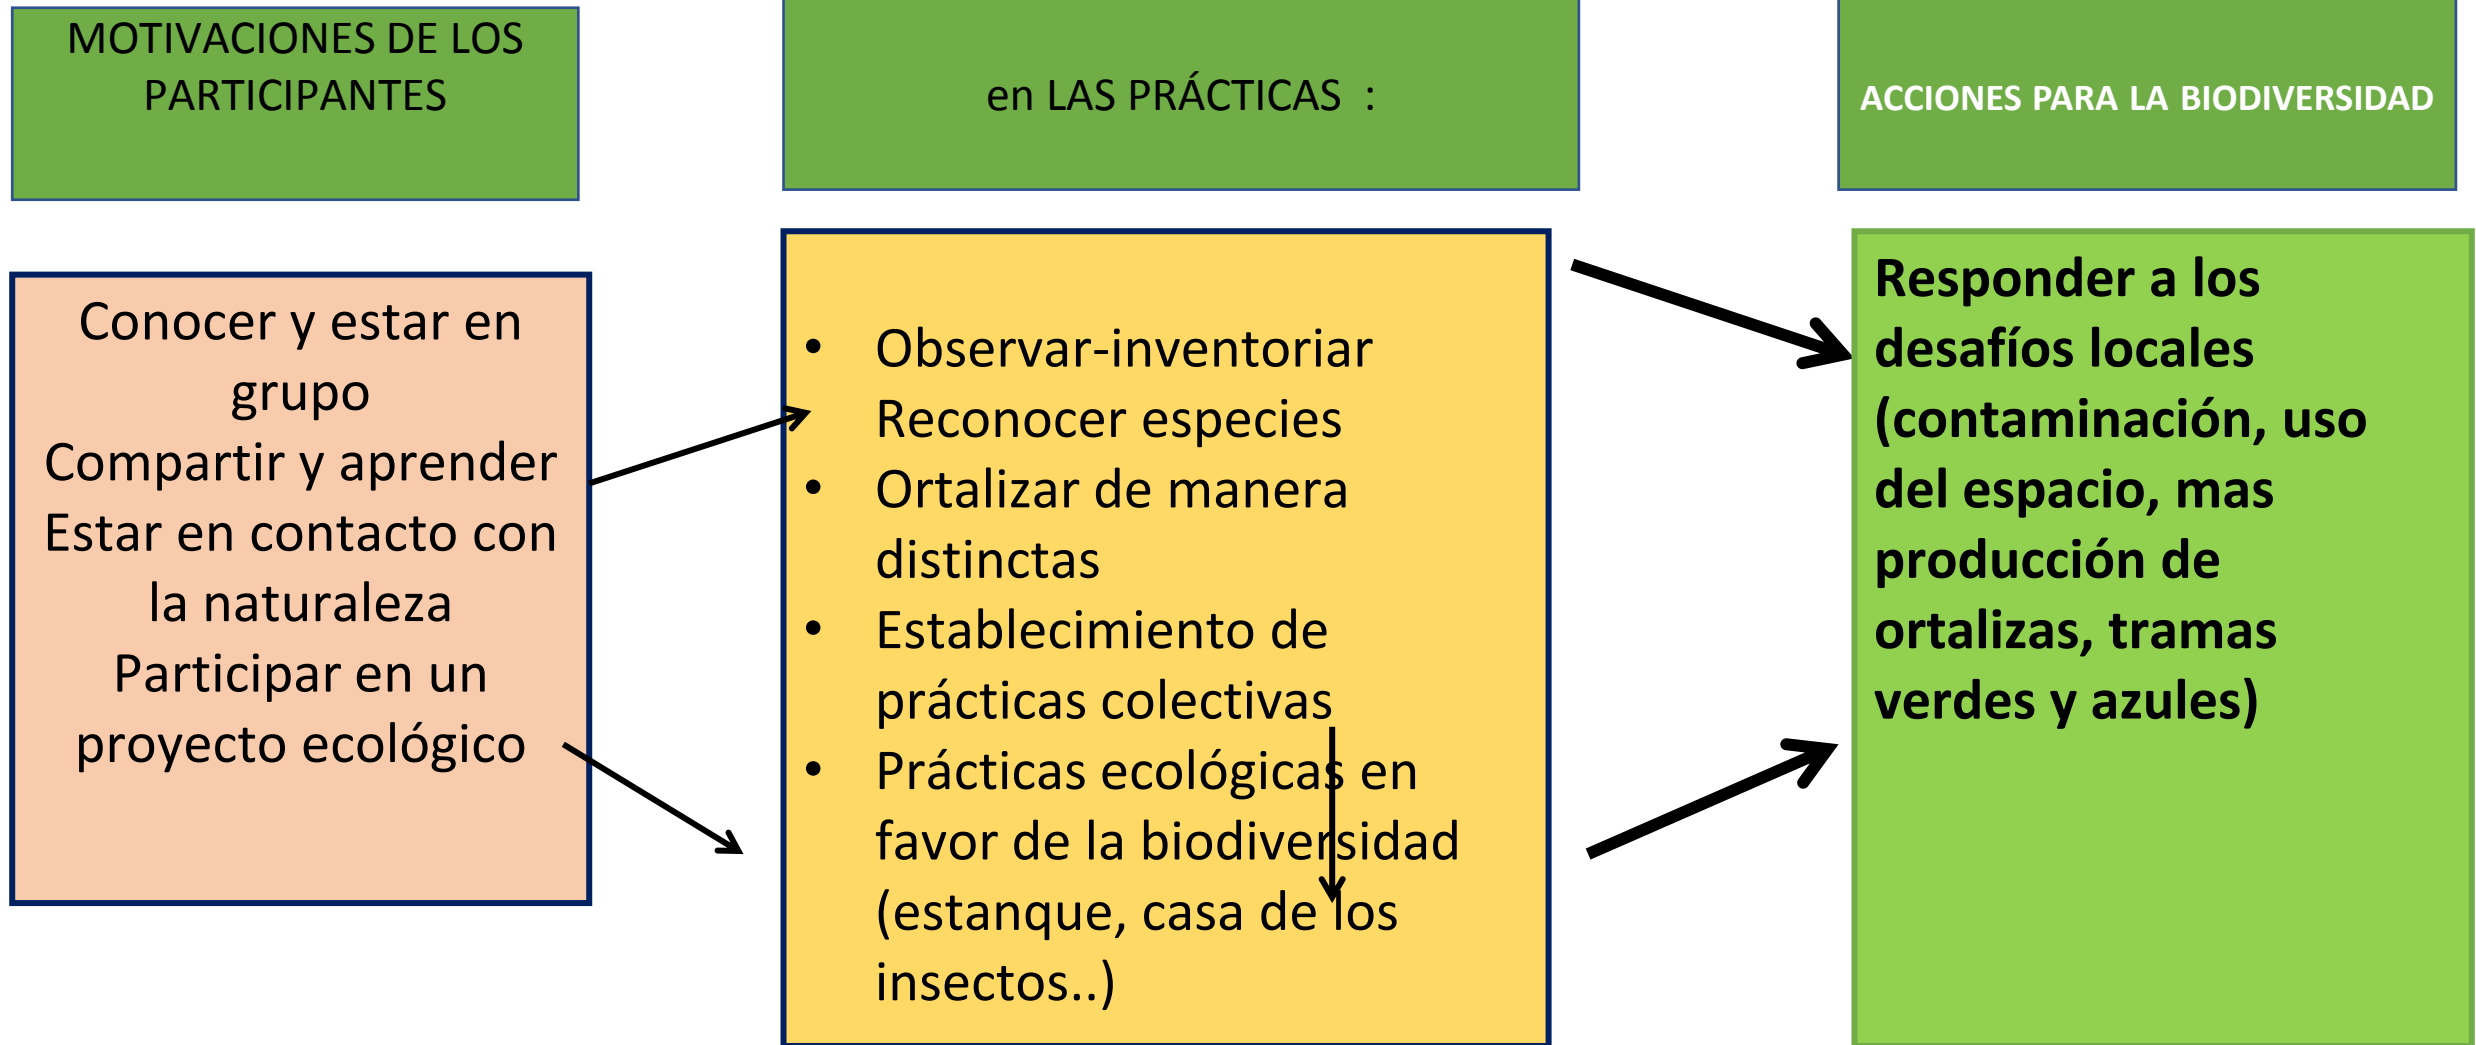 MOTIVACIONES DE LOS
PARTICIPANTES
en LAS PRÁCTICAS :
ACCIONES PARA LA BIODIVERSIDAD
Conocer y estar en
grupo
Compartir y aprender
Estar en contacto con
la naturaleza
Participar en un
proyecto ecológico
• Observar-inventoriar
Reconocer especies
• Ortalizar de manera
distinctas
• Establecimiento de
prácticas colectivas
• Prácticas ecológicas en
favor de la biodiversidad
(estanque, casa de los
insectos..)
Responder a los
desafíos locales
(contaminación, uso
del espacio, mas
producción de
ortalizas, tramas
verdes y azules)